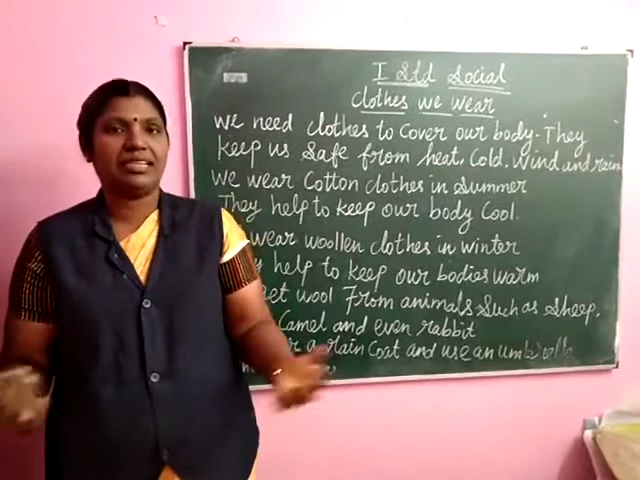 I Std Social
Clothes we wear
we need clothes to cover our body. They
Keep us safe from heat, cold. wind and rain
we wear Cotton clothes in summer
They help to keep our body Cool.
wear woollen clothes in winter
help to keep our bodies warm
wool From animals such as sheep.
Camel and even rabbit
a rain Coat and use an umbrella